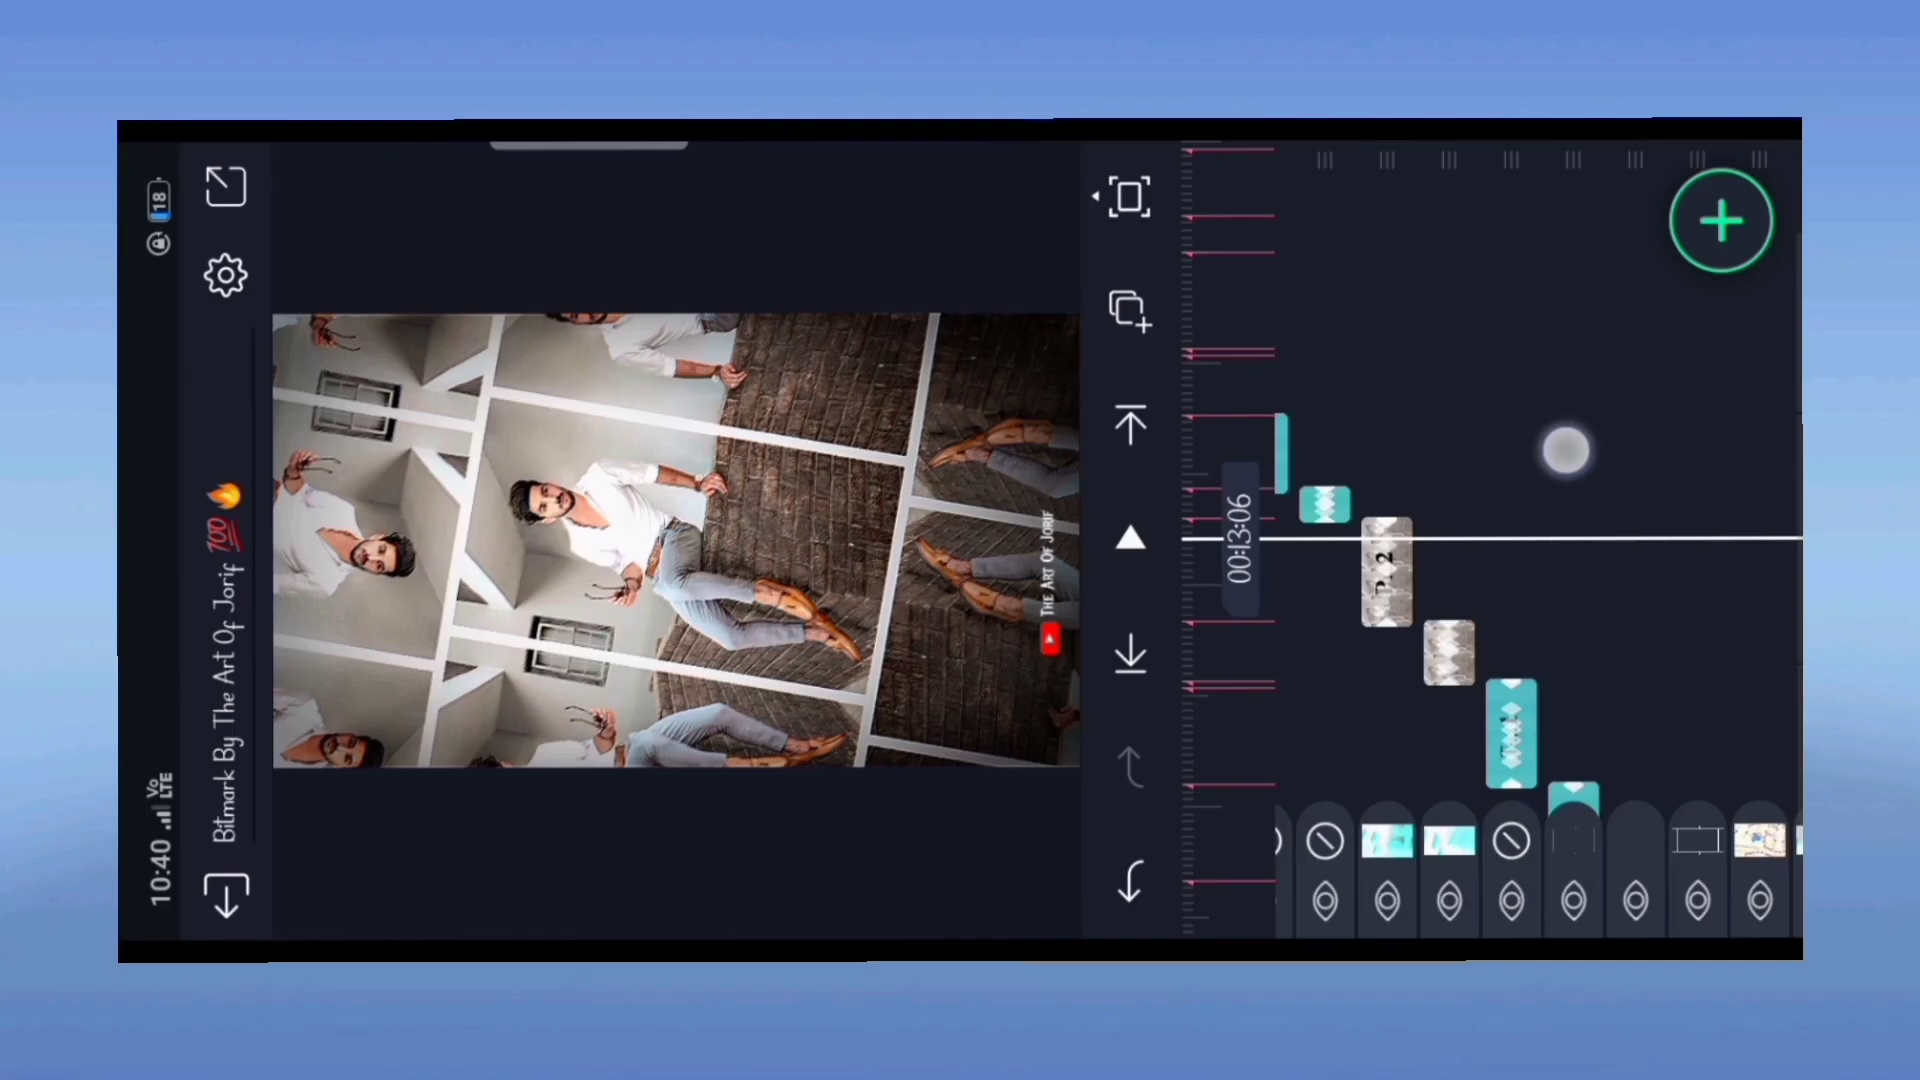 10:40
Vo
LTE
18
Bitmark By The Art Of Jorif 💯🔥
THE ART OF JORIF
00:13:06